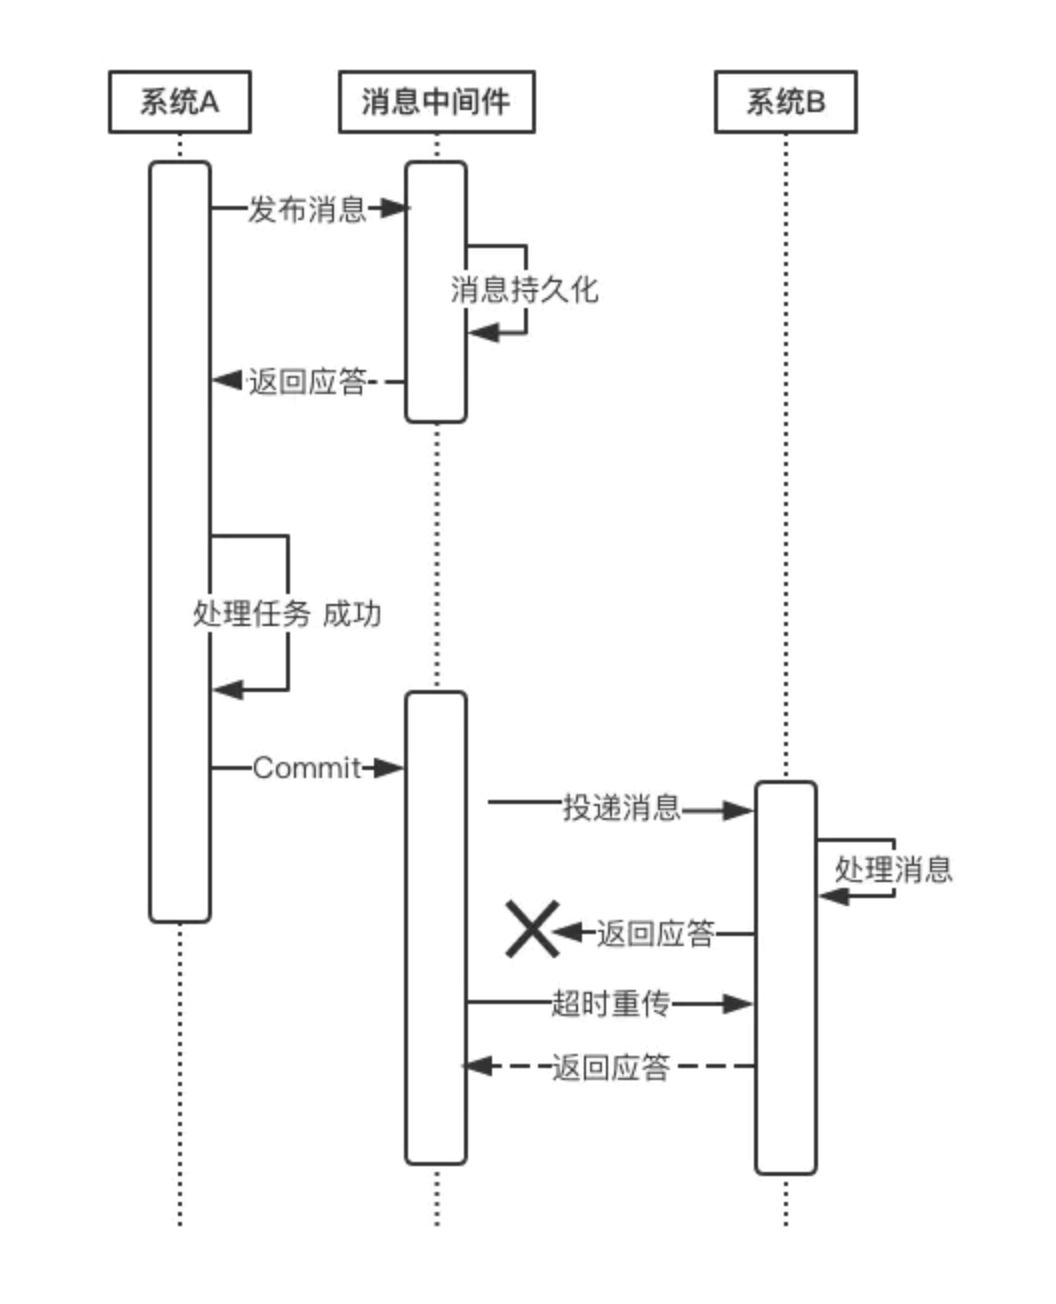 系统A
消息中间件
系统B
发布消息
消息持久化
返回应答
处理任务 成功
Commit
投递消息
处理消息
返回应答
超时重传
返回应答